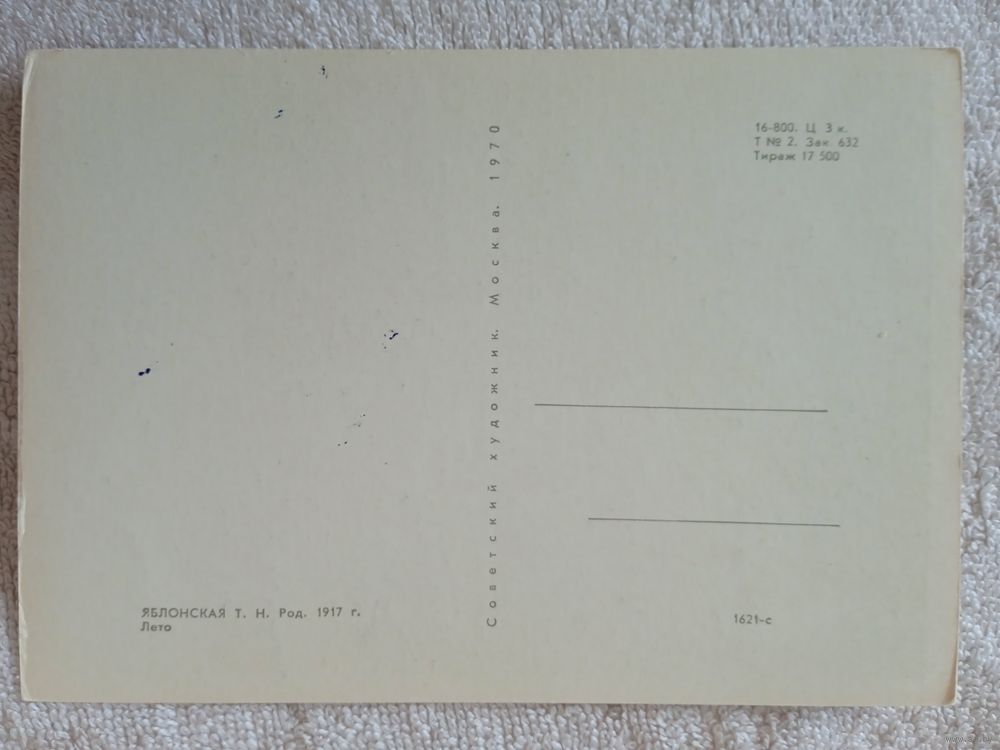 16-800. Ц. 3 к.
Т № 2. Зак. 632
Тираж 17 500
Советский художник. Москва. 1970
ЯБЛОНСКАЯ Т. Н. Род. 1917 г.
Лето
1621-с